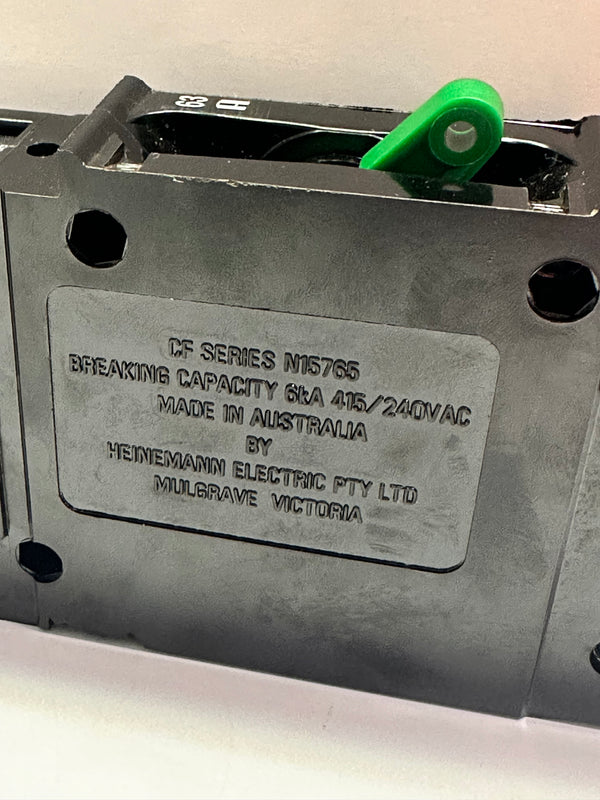 63 A
CF SERIES N15765
BREAKING CAPACITY 6kA 415/240VAC
MADE IN AUSTRALIA
BY
HEINEMANN ELECTRIC PTY LTD
MULGRAVE VICTORIA